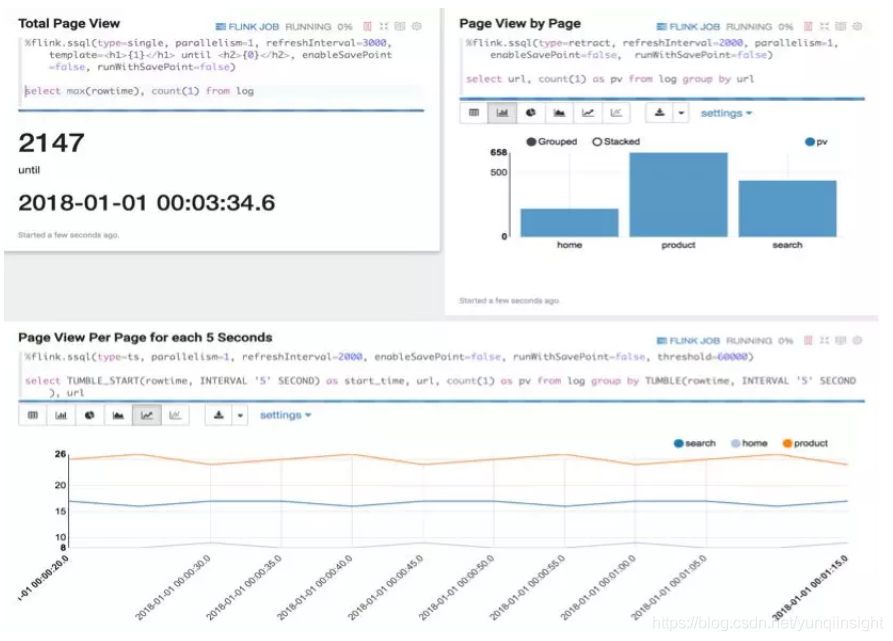 Total Page View
FLINK JOB RUNNING 0%
%flink.ssql(type=single, parallelism=1, refreshInterval=3000,
template=<h1>{1}</h1> until <h2>{0}</h2>, enableSavePoint
=false, runWithSavePoint=false)
select max(rowtime), count(1) from log
2147
until
2018-01-01 00:03:34.6
Started a few seconds ago.
Page View by Page
FLINK JOB RUNNING 0%
%flink.ssql(type=retract, refreshInterval=2000, parallelism=1,
enableSavePoint=false, runWithSavePoint=false)
select url, count(1) as pv from log group by url
settings
Grouped Stacked pv
658
500
0
home product search
Started a few seconds ago.
Page View Per Page for each 5 Seconds
FLINK JOB RUNNING 0%
%flink.ssql(type=ts, parallelism=1, refreshInterval=2000, enableSavePoint=false, runWithSavePoint=false, threshold=60000)
select TUMBLE_START(rowtime, INTERVAL '5' SECOND) as start_time, url, count(1) as pv from log group by TUMBLE(rowtime, INTERVAL '5' SECOND
), url
settings
search home product
26
20
15
10
8
-01 00:00:20.0
2018-01-01 00:00:30.0
2018-01-01 00:00:35.0
2018-01-01 00:00:40.0
2018-01-01 00:00:45.0
2018-01-01 00:00:50.0
2018-01-01 00:00:55.0
2018-01-01 00:01:00.0
2018-01-01 00:01:05.0
2018-01-01 00:01:15.0
https://blog.csdn.net/yunqiinsight